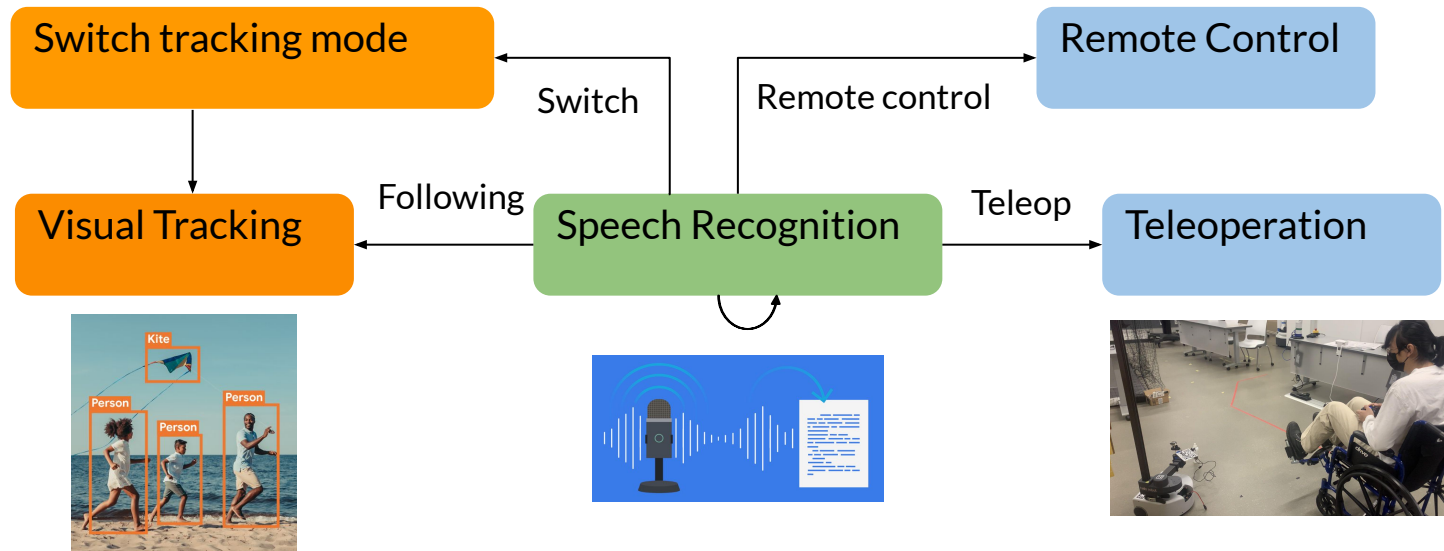 Switch tracking mode
Remote Control
Switch
Remote control
Following
Teleop
Visual Tracking
Speech Recognition
Teleoperation
Kite
Person
Person
Person